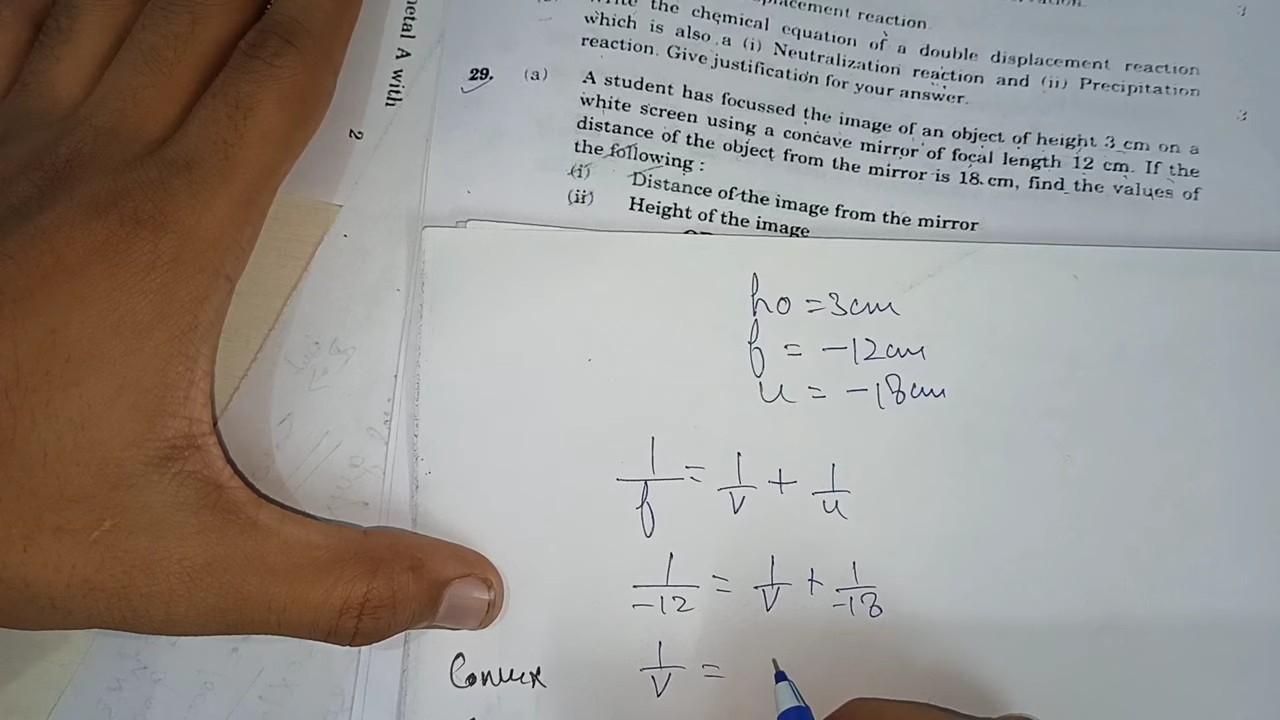 placement reaction.
3
the chemical equation of a double displacement reaction
which is also a (i) Neutralization reaction and (ii) Precipitation
reaction. Give justification for your answer.
3
29. (a) A student has focussed the image of an object of height 3 cm on a
white screen using a concave mirror of focal length 12 cm. If the
distance of the object from the mirror is 18 cm, find the values of
the following :
(i) Distance of the image from the mirror
(ii) Height of the image
metal A with
2
ho = 3cm
f = -12cm
u = -18cm
1/f = 1/v + 1/u
1/-12 = 1/v + 1/-18
Convex 1/v =